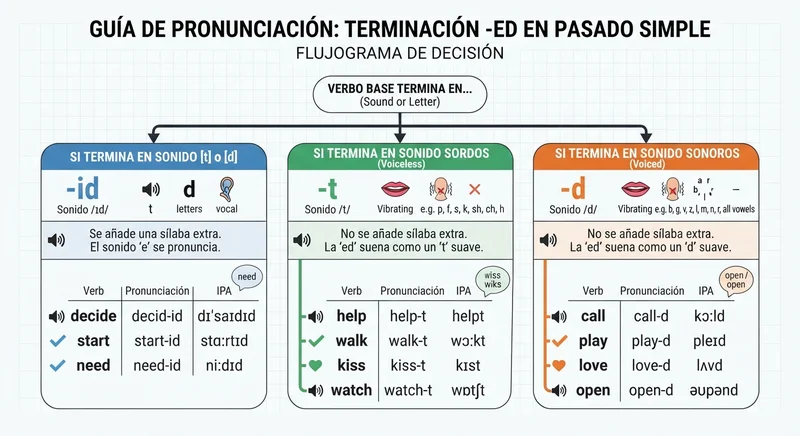 GUÍA DE PRONUNCIACIÓN: TERMINACIÓN -ED EN PASADO SIMPLE
FLUJOGRAMA DE DECISIÓN
VERBO BASE TERMINA EN...
(Sound or Letter)
SI TERMINA EN SONIDO [t] o [d]
-id
Sonido /ɪd/
t
d
letters
vocal
Se añade una sílaba extra.
El sonido 'e' se pronuncia.
need
Verb Pronunciación IPA
decide decid-id dɪˈsaɪdɪd
start start-id stɑːrtɪd
need need-id niːdɪd
SI TERMINA EN SONIDO SORDOS
(Voiceless)
-t
Sonido /t/
Vibrating e.g. p, f, s, k, sh, ch, h
No se añade sílaba extra.
La 'ed' suena como un 't' suave.
wiss
wiks
Verb Pronunciación IPA
help help-t helpt
walk walk-t wɔːkt
kiss kiss-t kɪst
watch watch-t wɒtʃt
SI TERMINA EN SONIDO SONOROS
(Voiced)
-d
Sonido /d/
Vibrating e.g. b, g, v, z, l, m, n, r, all vowels
No se añade sílaba extra.
La 'ed' suena como un 'd' suave.
open /
open
Verb Pronunciación IPA
call call-d kɔːld
play play-d pleɪd
love love-d lʌvd
open open-d əupənd